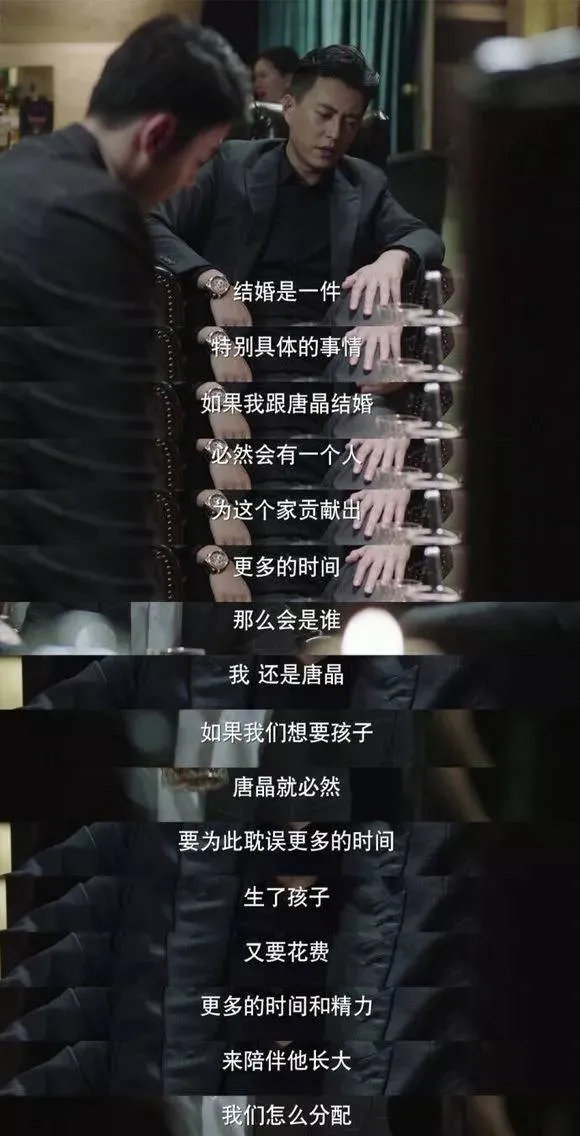 结婚是一件
特别具体的事情
如果我跟唐晶结婚
必然会有一个人
为这个家贡献出
更多的时间
那么会是谁
我 还是唐晶
如果我们想要孩子
唐晶就必然
要为此耽误更多的时间
生了孩子
又要花费
更多的时间和精力
来陪伴他长大
我们怎么分配